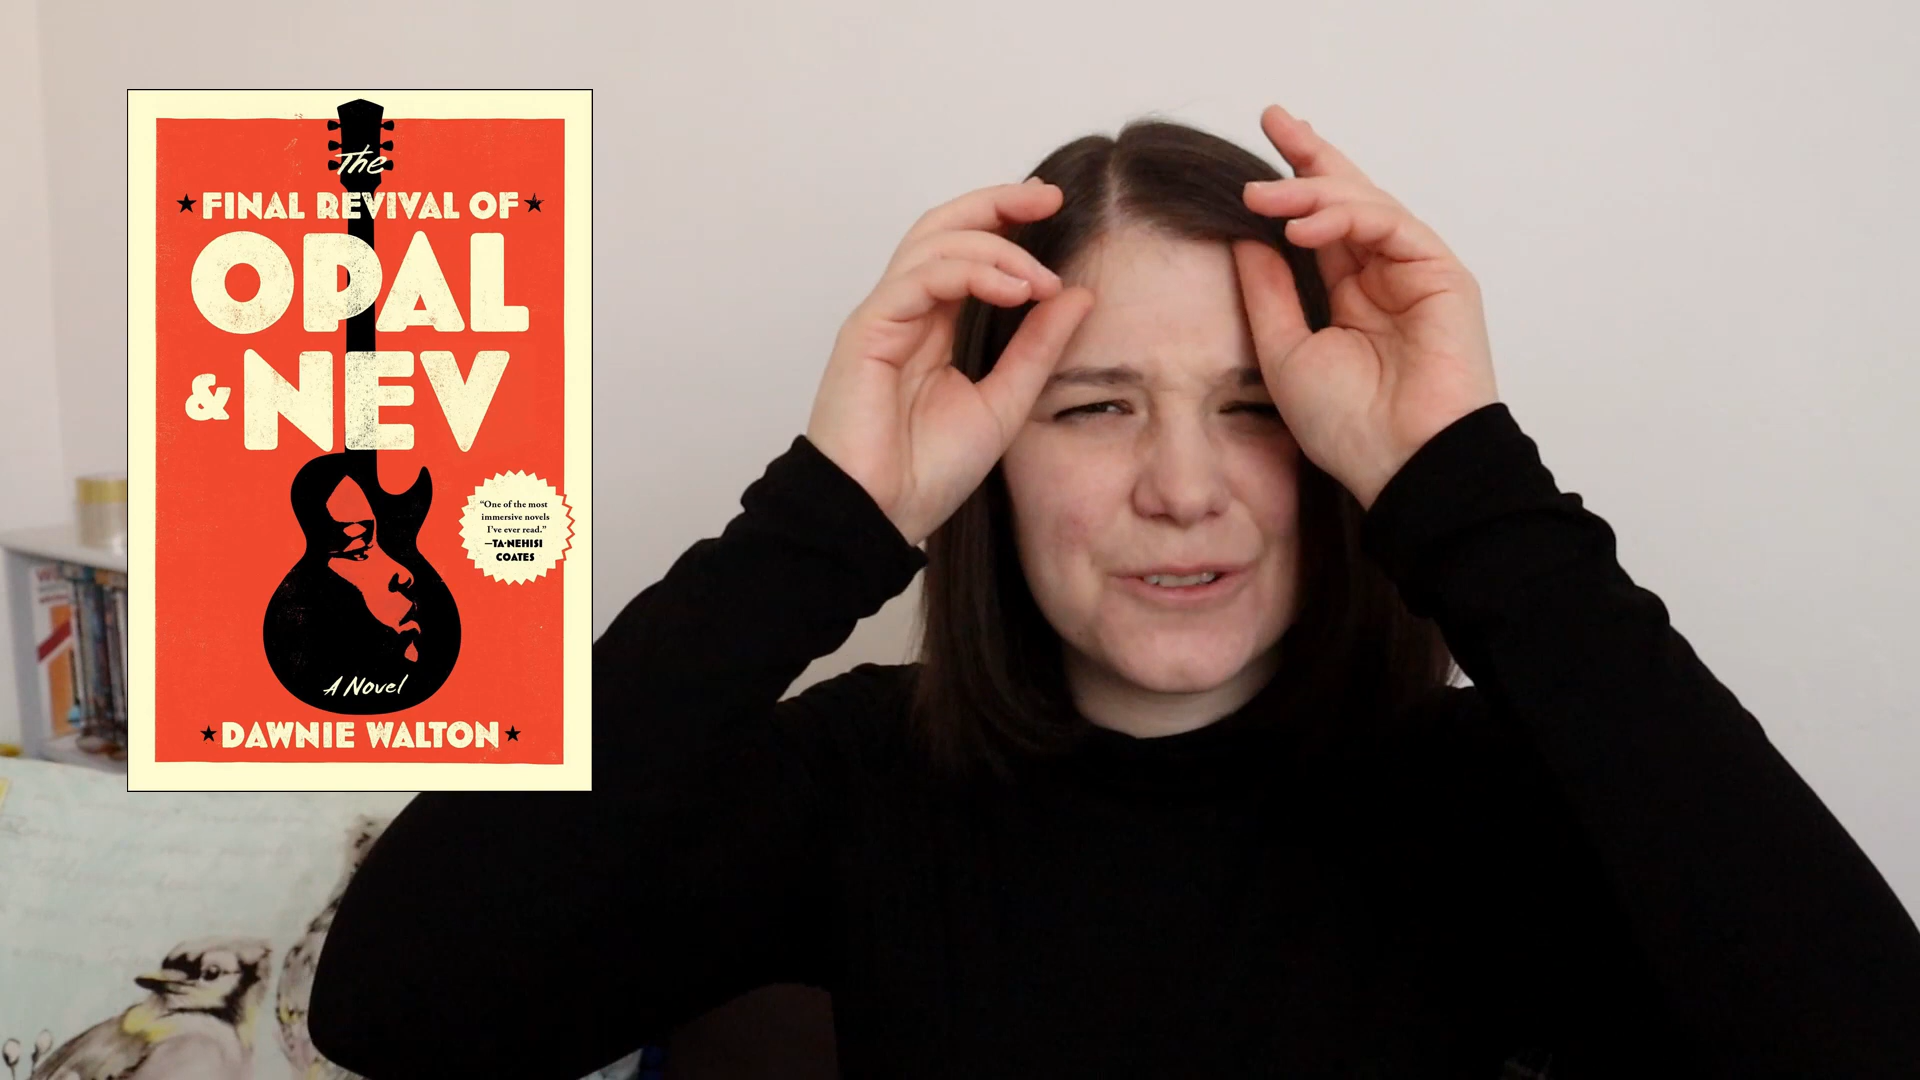 The
FINAL REVIVAL OF
OPAL
& NEV
“One of the most
immersive novels
I’ve ever read.”
—TA-NEHISI
COATES
A Novel
DAWNIE WALTON